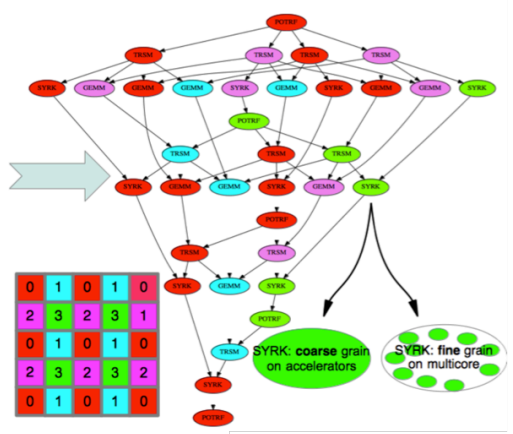 POTRF
TRSM TRSM TRSM TRSM
SYRK GEMM GEMM GEMM SYRK GEMM SYRK GEMM GEMM SYRK
POTRF
TRSM TRSM TRSM
SYRK GEMM GEMM SYRK GEMM SYRK
POTRF
TRSM TRSM
SYRK GEMM SYRK
POTRF
TRSM
SYRK
POTRF
0 1 0 1 0
2 3 2 3 1
0 1 0 1 0
2 3 2 3 2
0 1 0 1 0
SYRK: coarse grain
on accelerators
SYRK: fine grain
on multicore